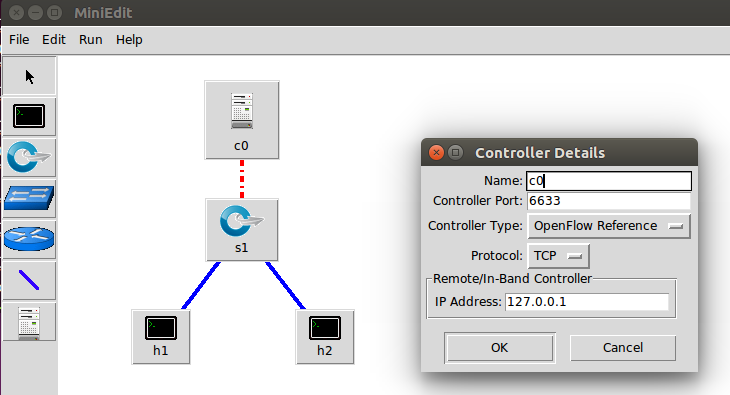 MiniEdit
File Edit Run Help
c0
s1
h1
h2
Controller Details
Name: c0
Controller Port: 6633
Controller Type: OpenFlow Reference
Protocol: TCP
Remote/In-Band Controller
IP Address: 127.0.0.1
OK Cancel